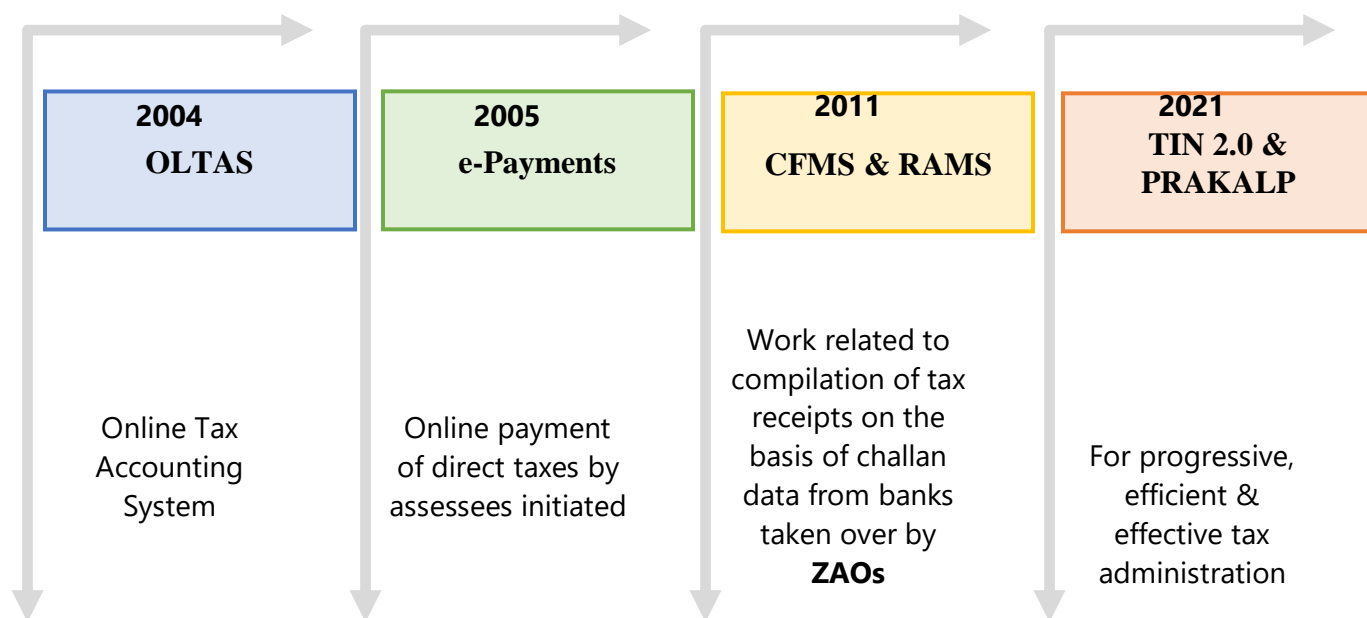 2004
OLTAS
2005
e-Payments
2011
CFMS & RAMS
2021
TIN 2.0 &
PRAKALP
Online Tax
Accounting
System
Online payment
of direct taxes by
assessees initiated
Work related to
compilation of tax
receipts on the
basis of challan
data from banks
taken over by
ZAOs
For progressive,
efficient &
effective tax
administration